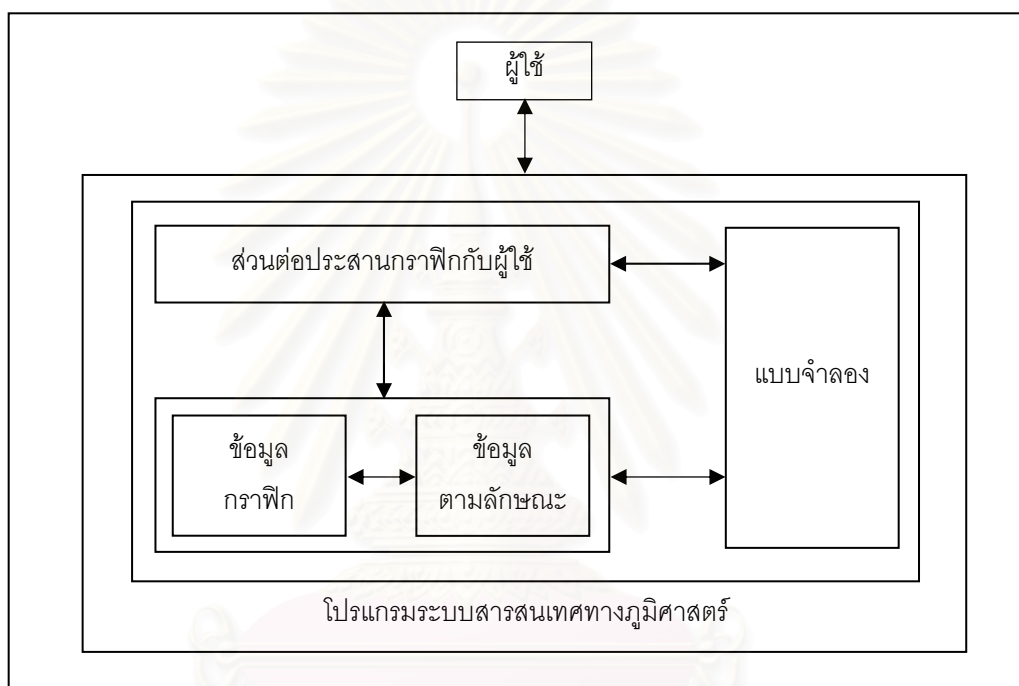 ผู้ใช้
ส่วนต่อประสานกราฟิกกับผู้ใช้
แบบจำลอง
ข้อมูล
กราฟิก
ข้อมูล
ตามลักษณะ
โปรแกรมระบบสารสนเทศทางภูมิศาสตร์